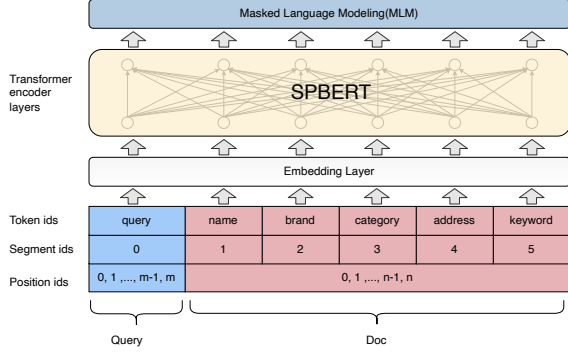 Masked Language Modeling(MLM)
Transformer
encoder
layers
SPBERT
Embedding Layer
Token ids query name brand category address keyword
Segment ids 0 1 2 3 4 5
Position ids 0, 1 ,..., m-1, m 0, 1, ..., n-1, n
Query Doc